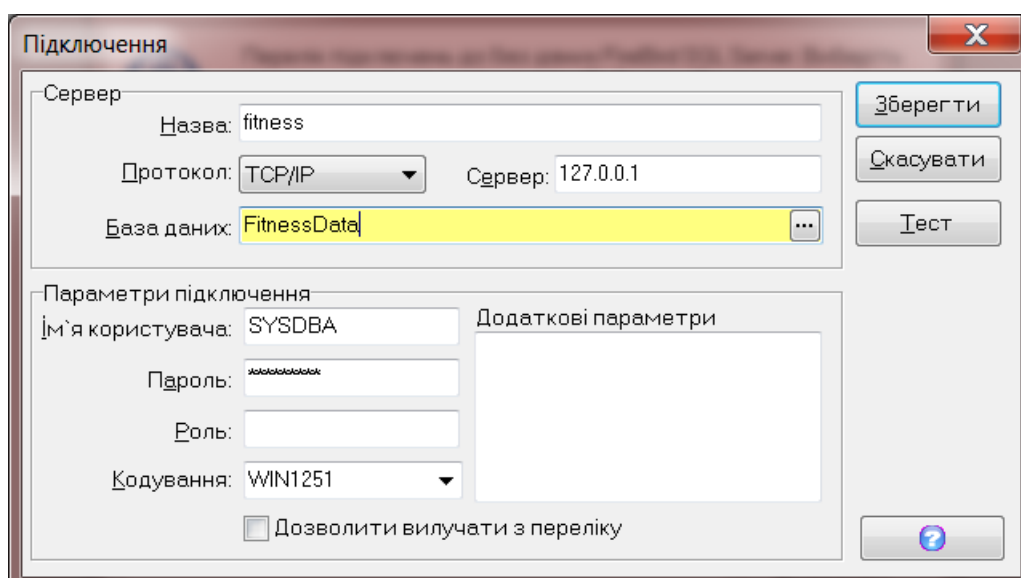 Підключення
Сервер
Назва: fitness
Протокол: TCP/IP Сервер: 127.0.0.1
База даних: FitnessData ...
Зберегти
Скасувати
Тест
Параметри підключення
Ім`я користувача: SYSDBA
Пароль: **********
Роль:
Кодування: WIN1251
Додаткові параметри
Дозволити вилучати з переліку